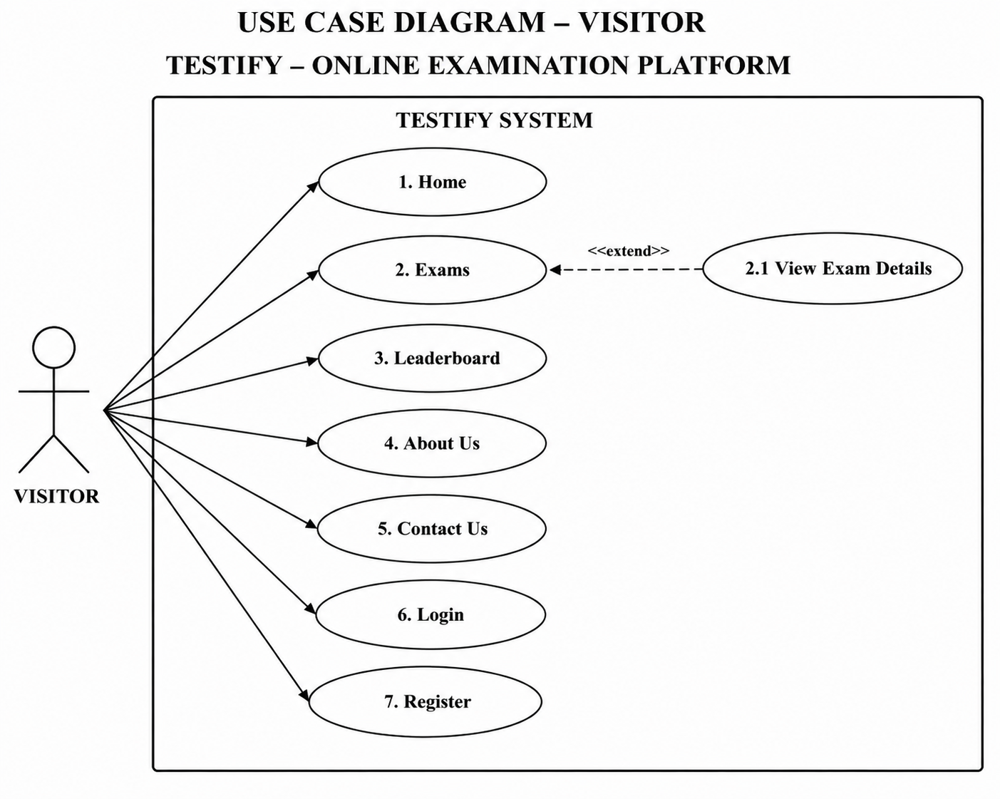 USE CASE DIAGRAM – VISITOR
TESTIFY – ONLINE EXAMINATION PLATFORM
TESTIFY SYSTEM
1. Home
2. Exams
<<extend>>
2.1 View Exam Details
3. Leaderboard
4. About Us
5. Contact Us
6. Login
7. Register
VISITOR